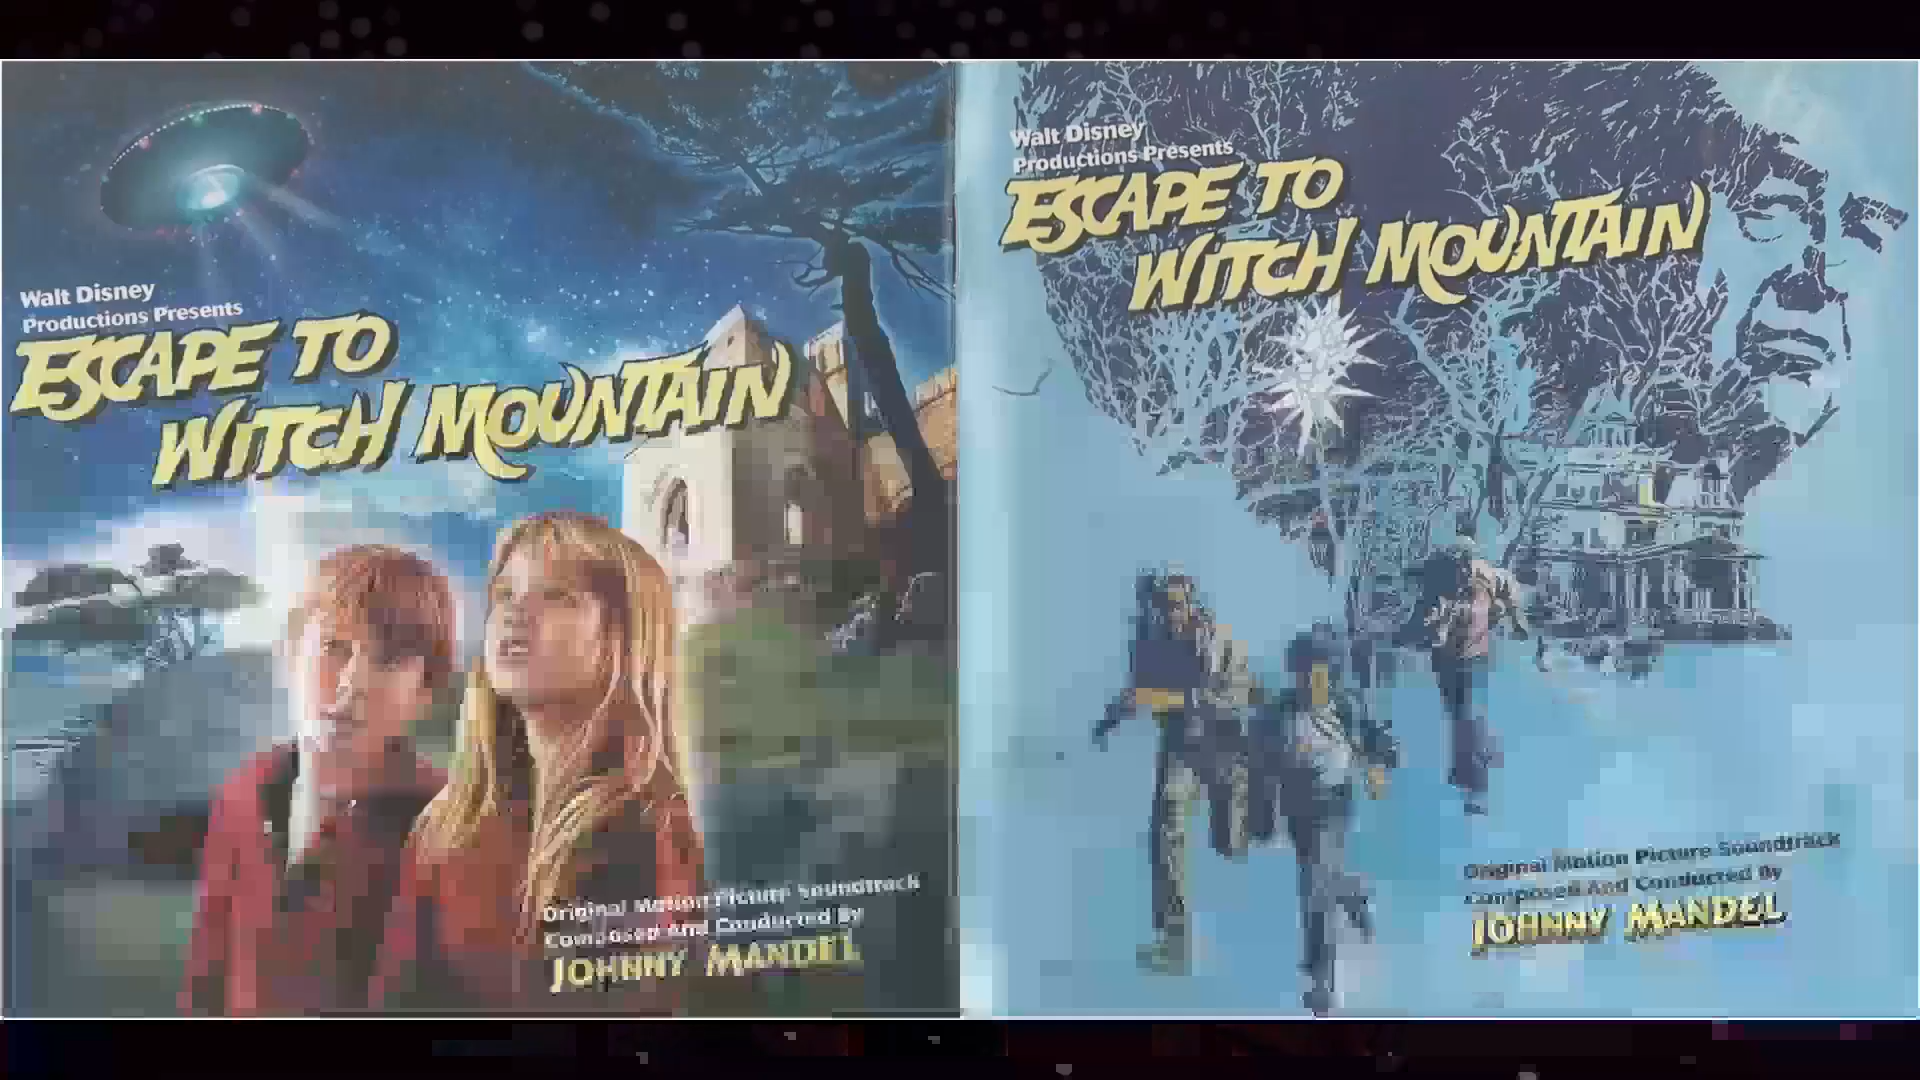 Walt Disney
Productions Presents
ESCAPE TO
WITCH MOUNTAIN
Original Motion Picture Soundtrack
Composed And Conducted By
JOHNNY MANDEL
Walt Disney
Productions Presents
ESCAPE TO
WITCH MOUNTAIN
Original Motion Picture Soundtrack
Composed And Conducted By
JOHNNY MANDEL